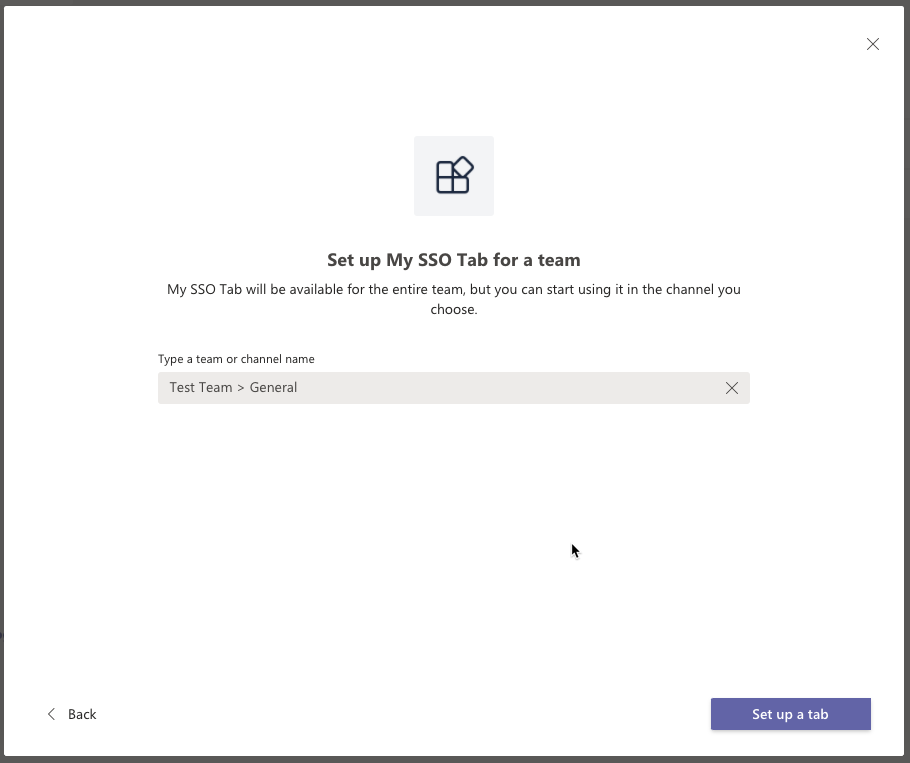 Set up My SSO Tab for a team
My SSO Tab will be available for the entire team, but you can start using it in the channel you
choose.
Type a team or channel name
Test Team > General
Back
Set up a tab